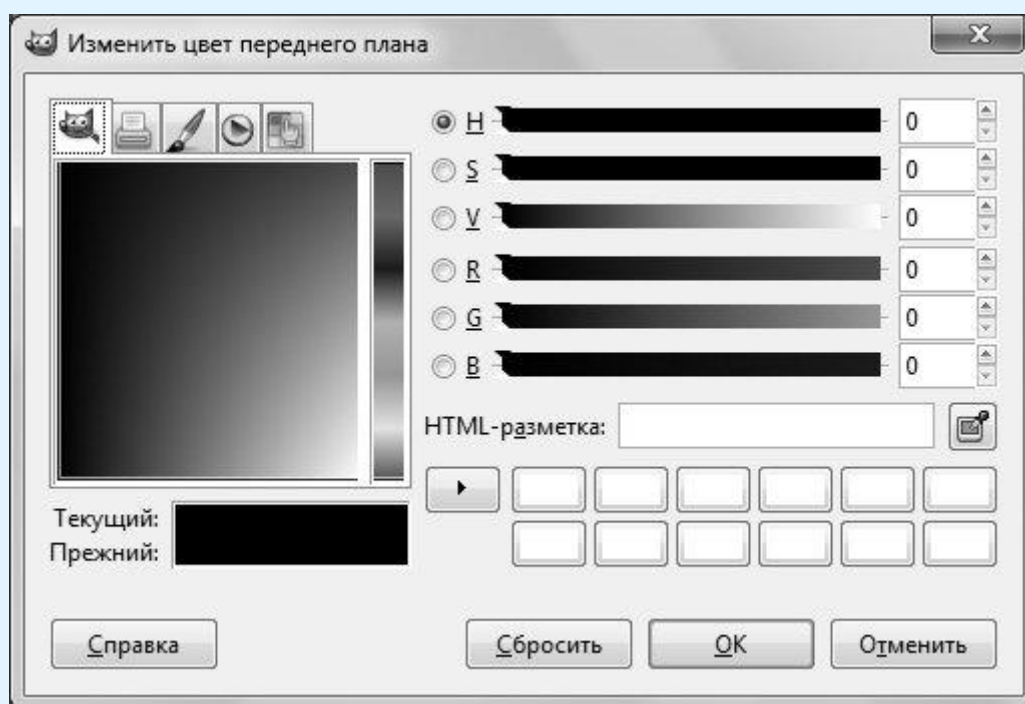 Изменить цвет переднего плана
H 0
S 0
V 0
R 0
G 0
B 0
HTML-разметка:
Текущий:
Прежний:
Справка
Сбросить
OK
Отменить